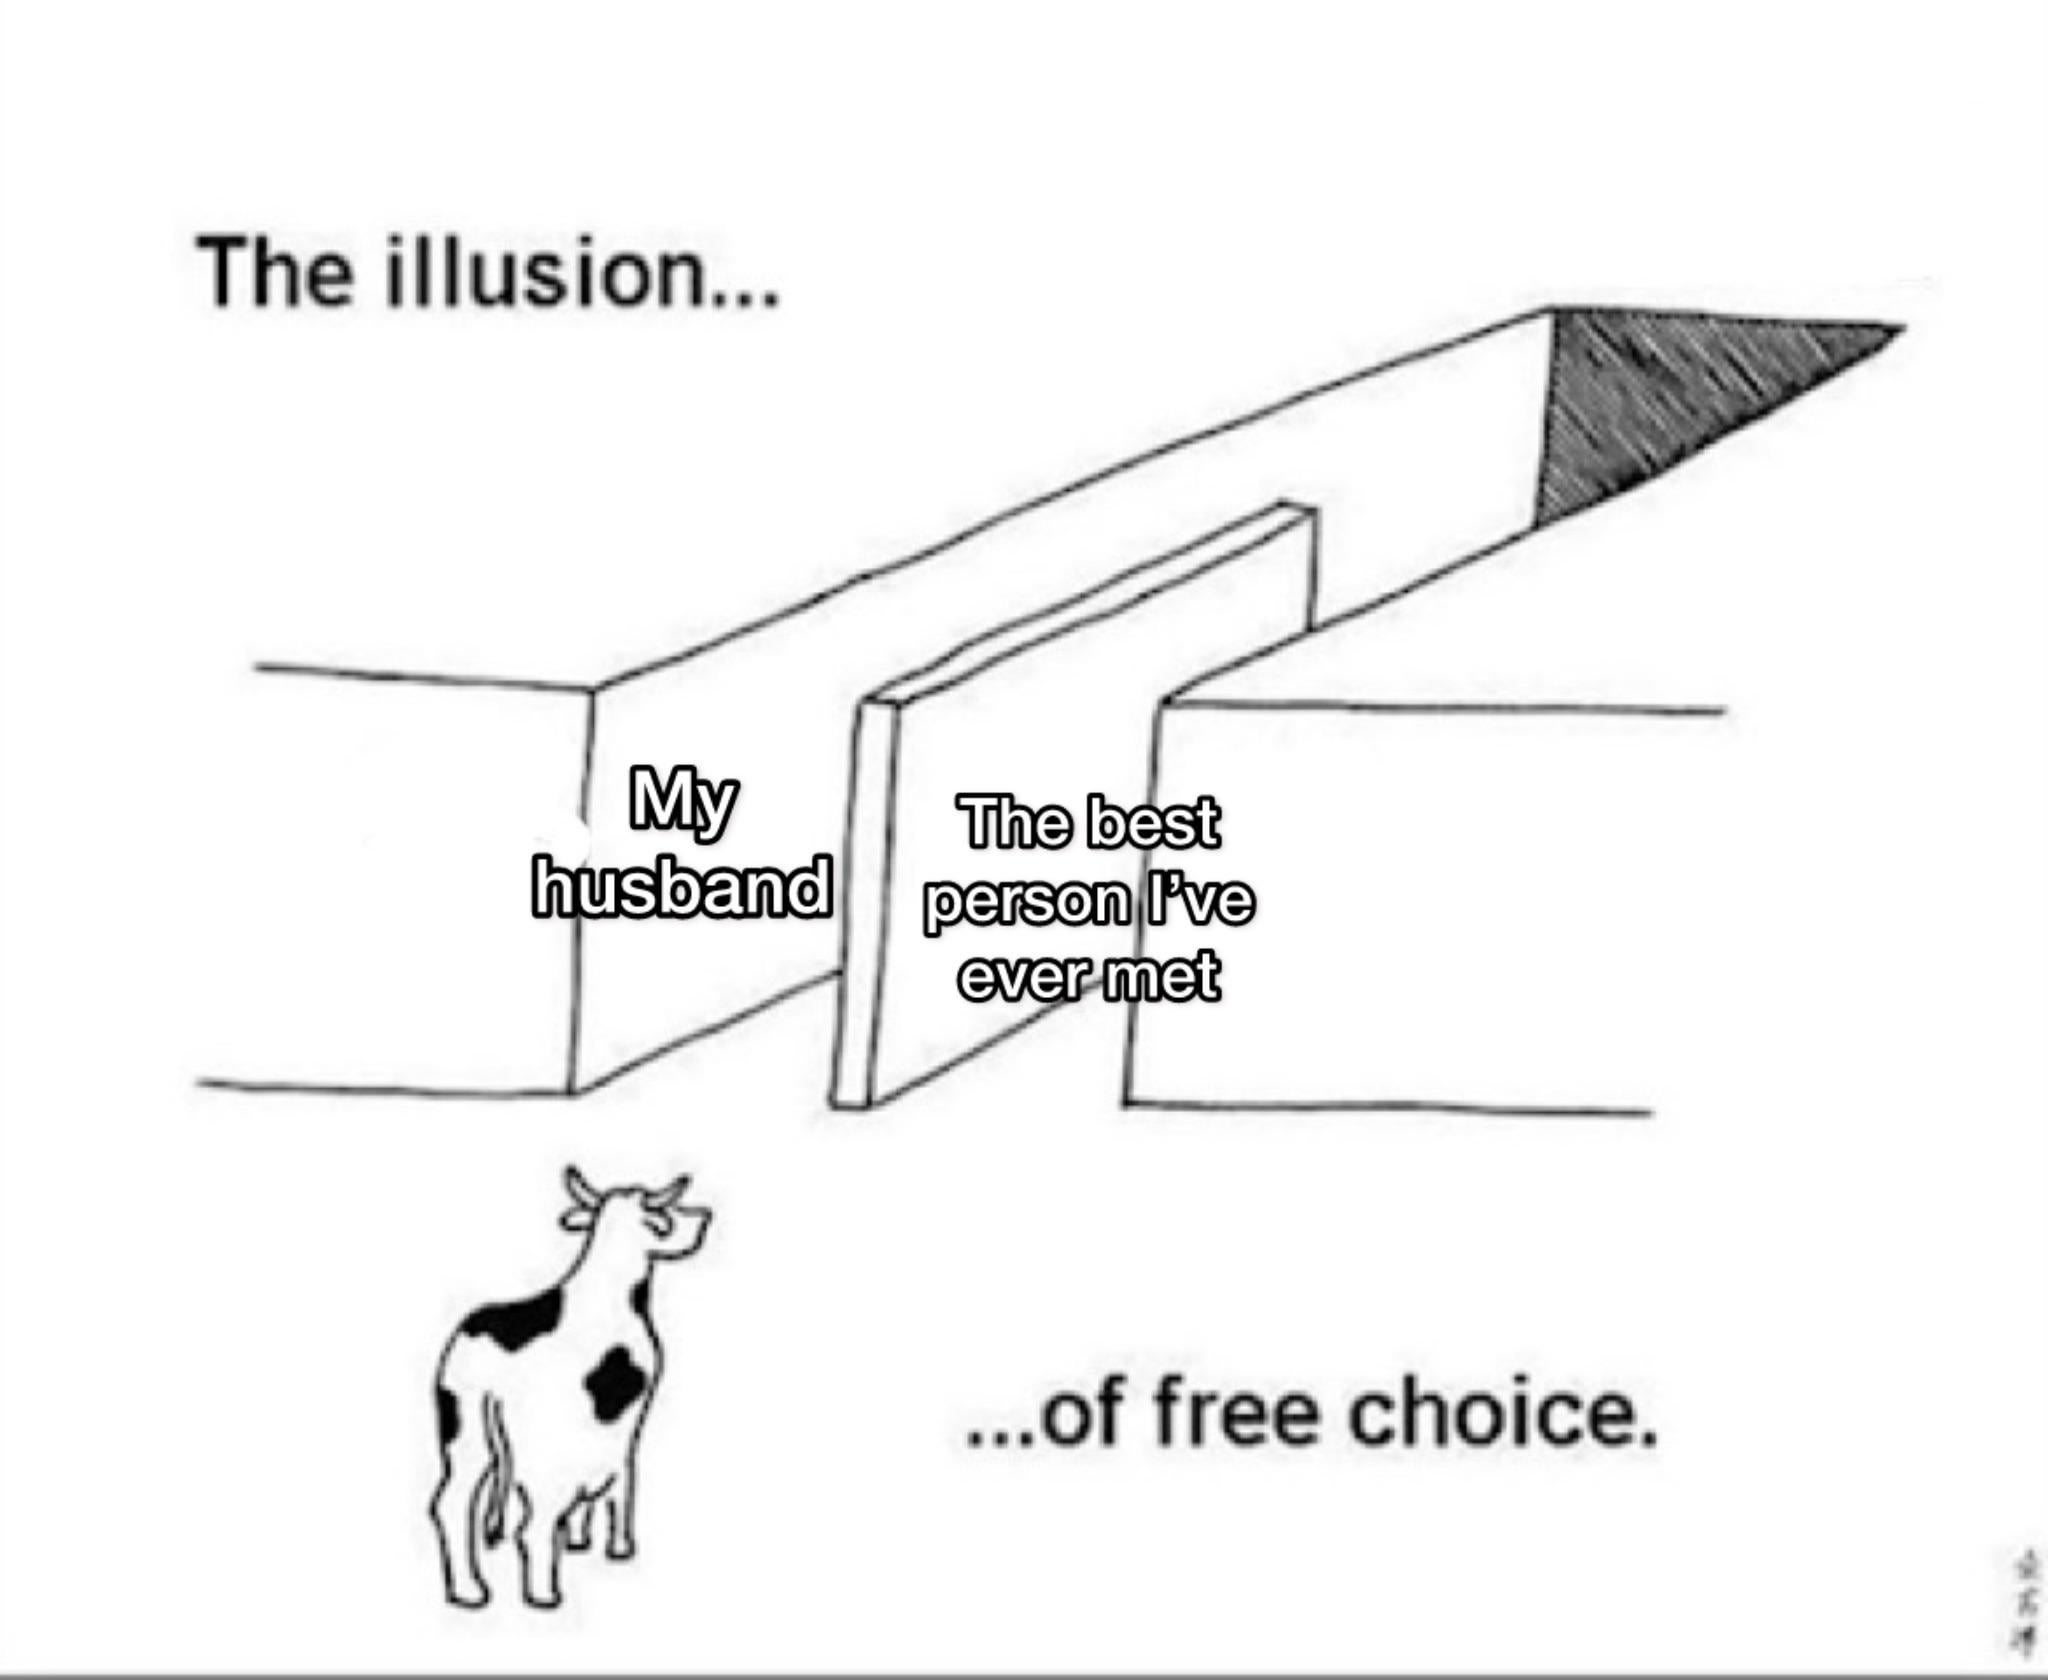 The illusion...
My
husband
The best
person I've
ever met
...of free choice.